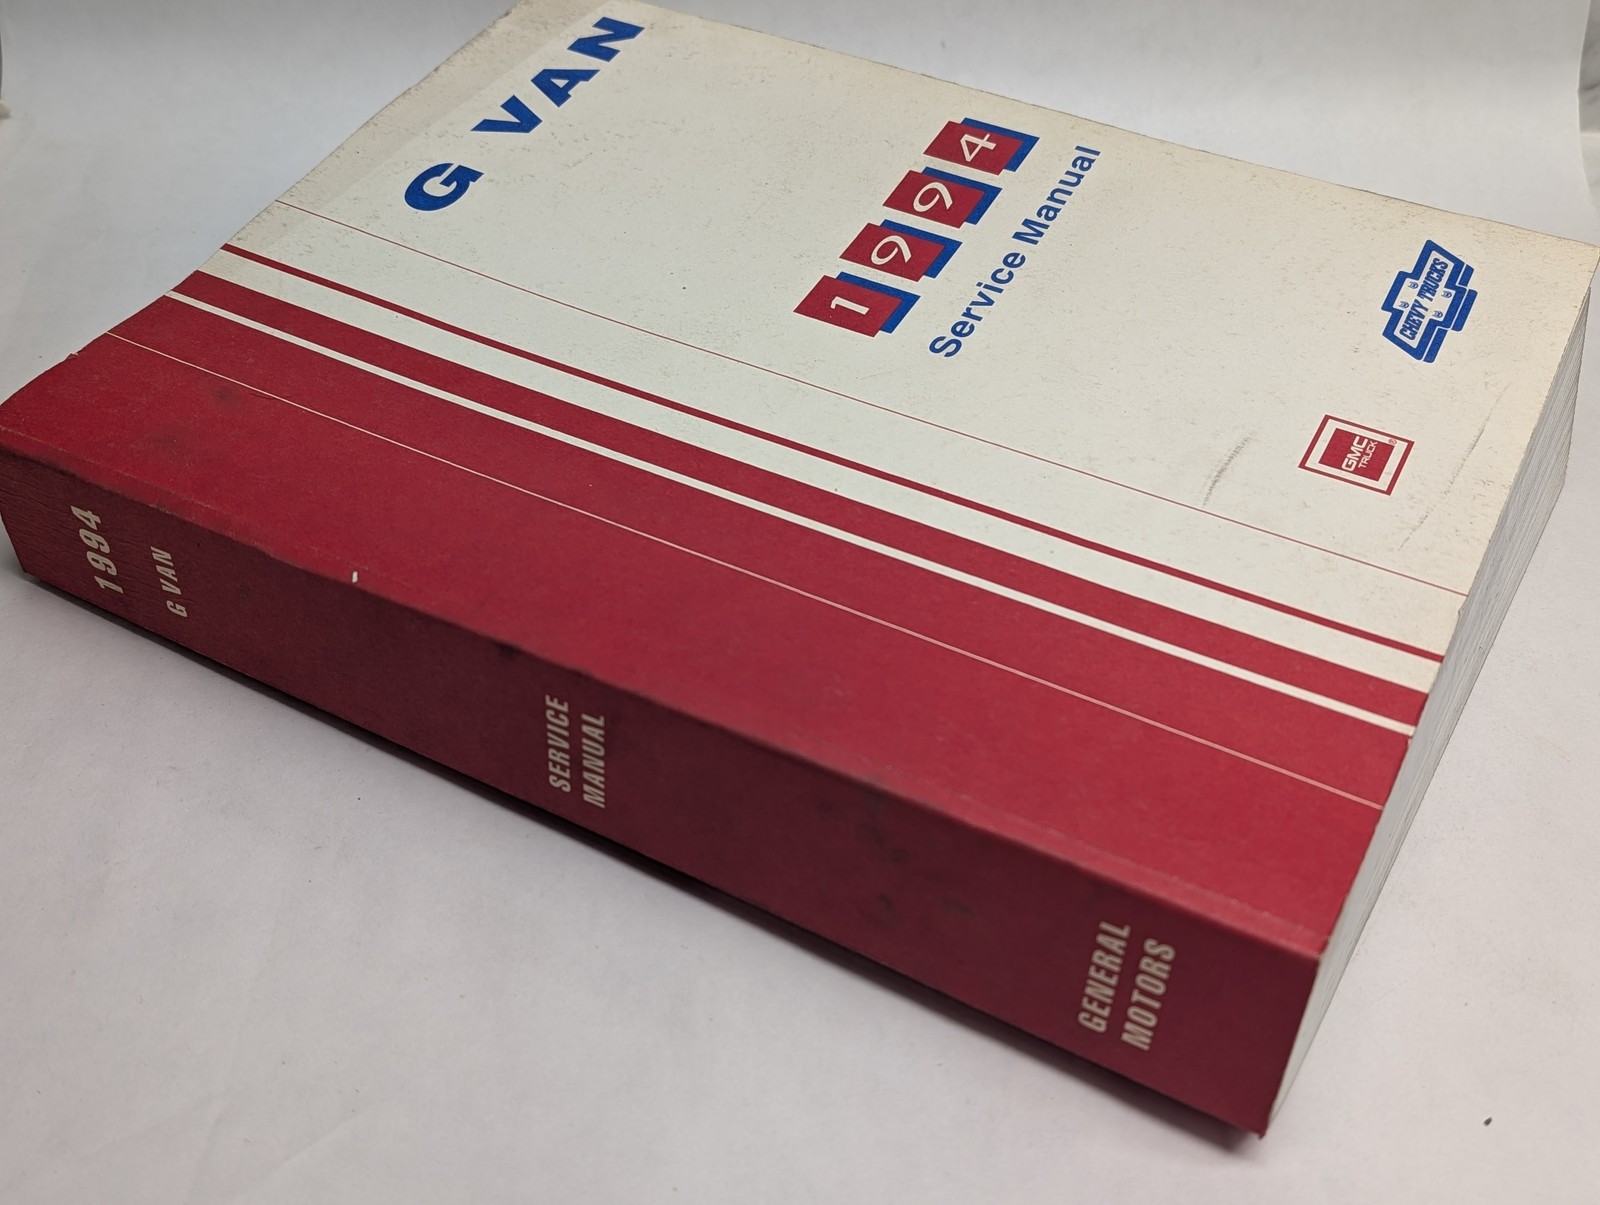 G VAN
1994
Service Manual
CHEVY TRUCKS
GMC
TRUCK®
1994
G VAN
SERVICE
MANUAL
GENERAL
MOTORS